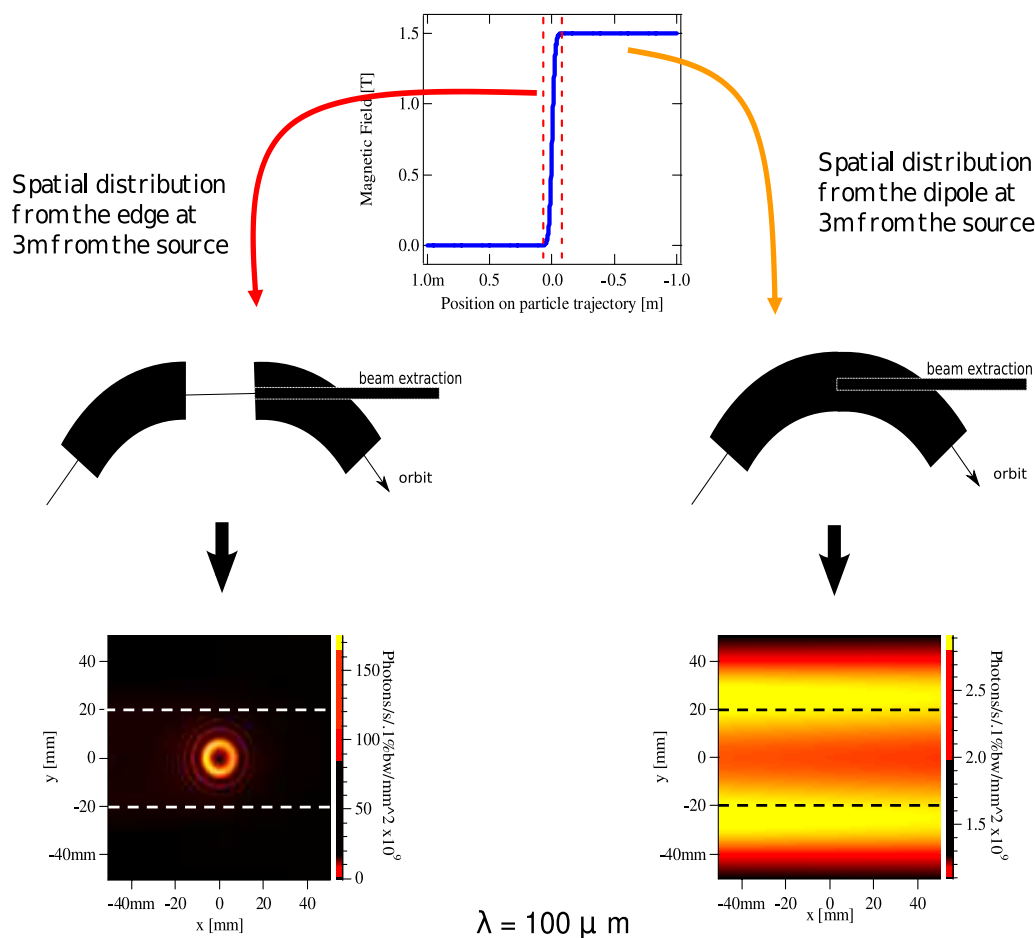 1.5
1.0
0.5
0.0
Magnetic Field [T]
1.0m 0.5 0.0 -0.5 -1.0
Position on particle trajectory [m]
Spatial distribution
from the edge at
3m from the source
Spatial distribution
from the dipole at
3m from the source
beam extraction
orbit
beam extraction
orbit
40
20
0
-20
-40mm
y [mm]
-40mm 0 20 40
x [mm]
150
100
50
0
Photons/s/.1%bw/mm^2 x10^9
40
20
0
-20
-40mm
y [mm]
-40mm 0 20 40
x [mm]
2.5
2.0
1.5
Photons/s/.1%bw/mm^2 x10^9
λ = 100 μ m